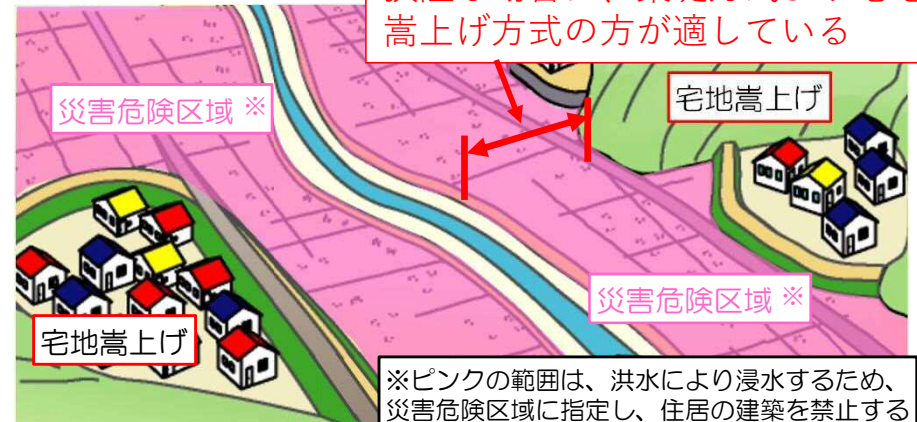 嵩上げ方式の方が適している
災害危険区域 ※
宅地嵩上げ
災害危険区域 ※
宅地嵩上げ
※ピンクの範囲は、洪水により浸水するため、
災害危険区域に指定し、住居の建築を禁止する